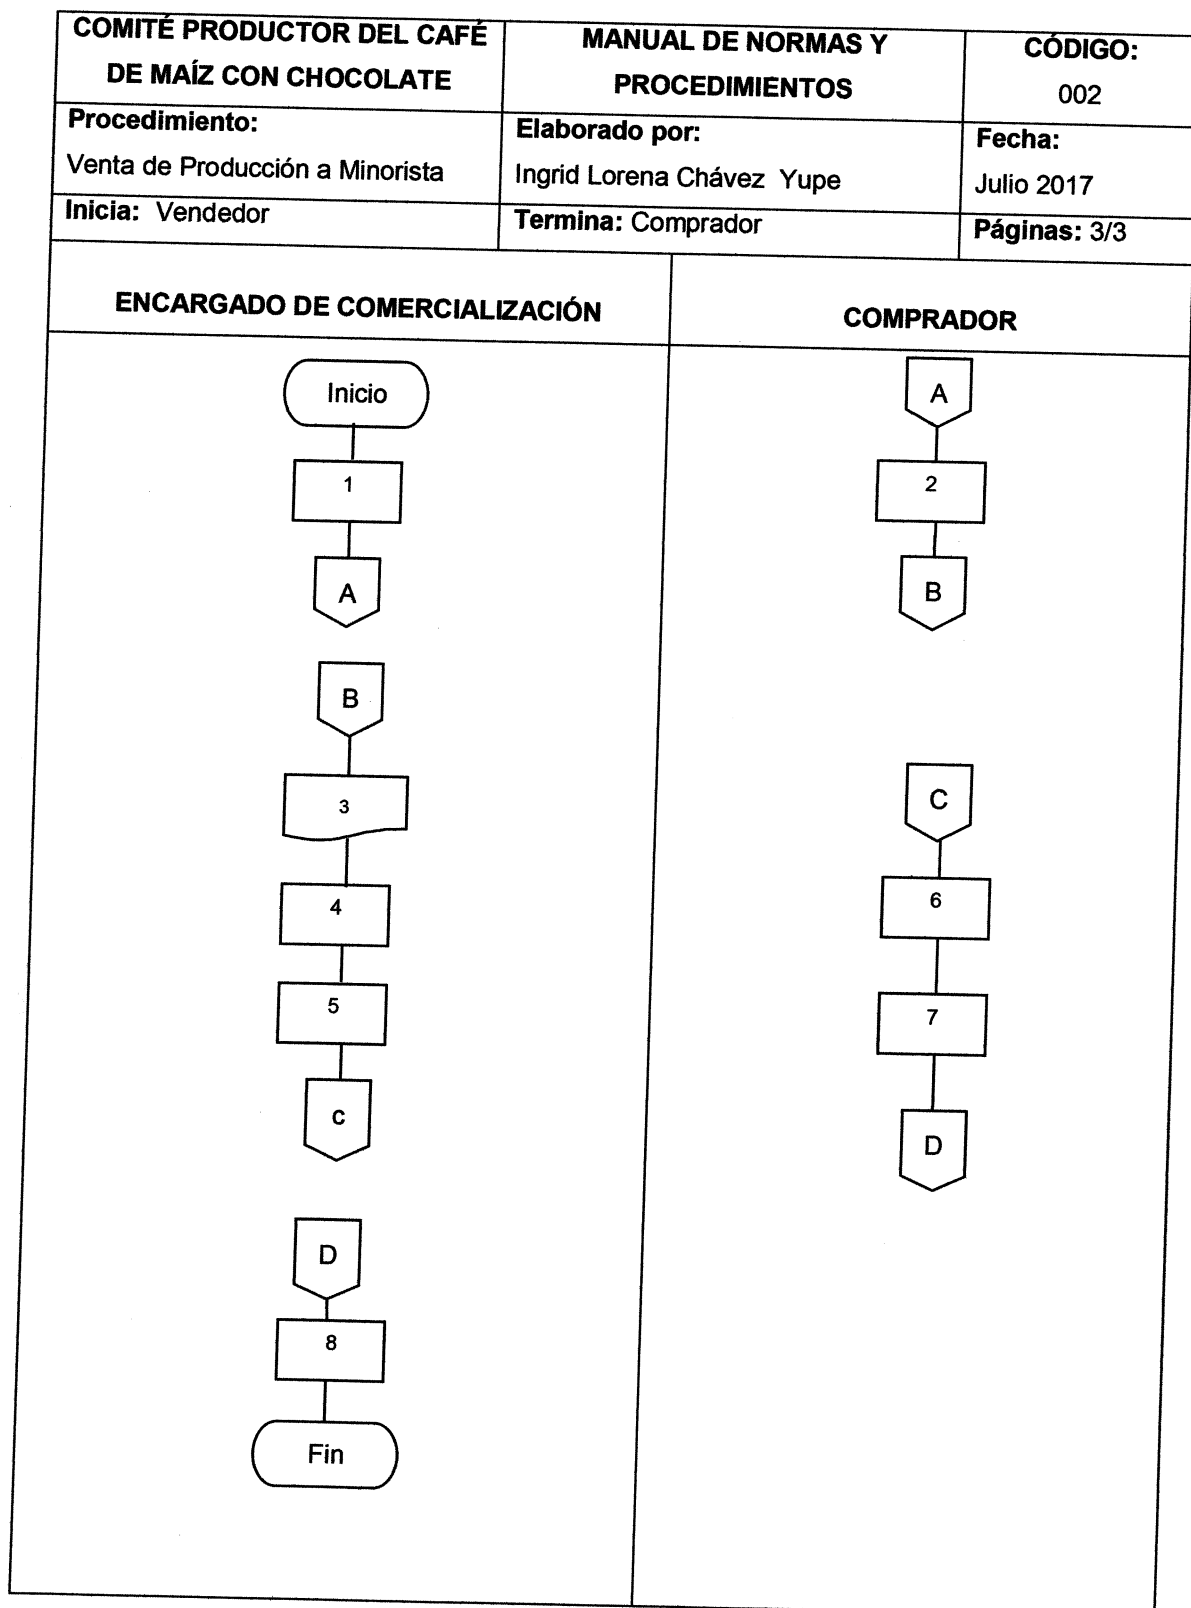 COMITÉ PRODUCTOR DEL CAFÉ
DE MAÍZ CON CHOCOLATE
MANUAL DE NORMAS Y
PROCEDIMIENTOS
CÓDIGO:
002
Procedimiento:
Venta de Producción a Minorista
Elaborado por:
Ingrid Lorena Chávez Yupe
Fecha:
Julio 2017
Inicia: Vendedor
Termina: Comprador
Páginas: 3/3
ENCARGADO DE COMERCIALIZACIÓN
Inicio
1
A
B
3
4
5
c
D
8
Fin
COMPRADOR
A
2
B
C
6
7
D